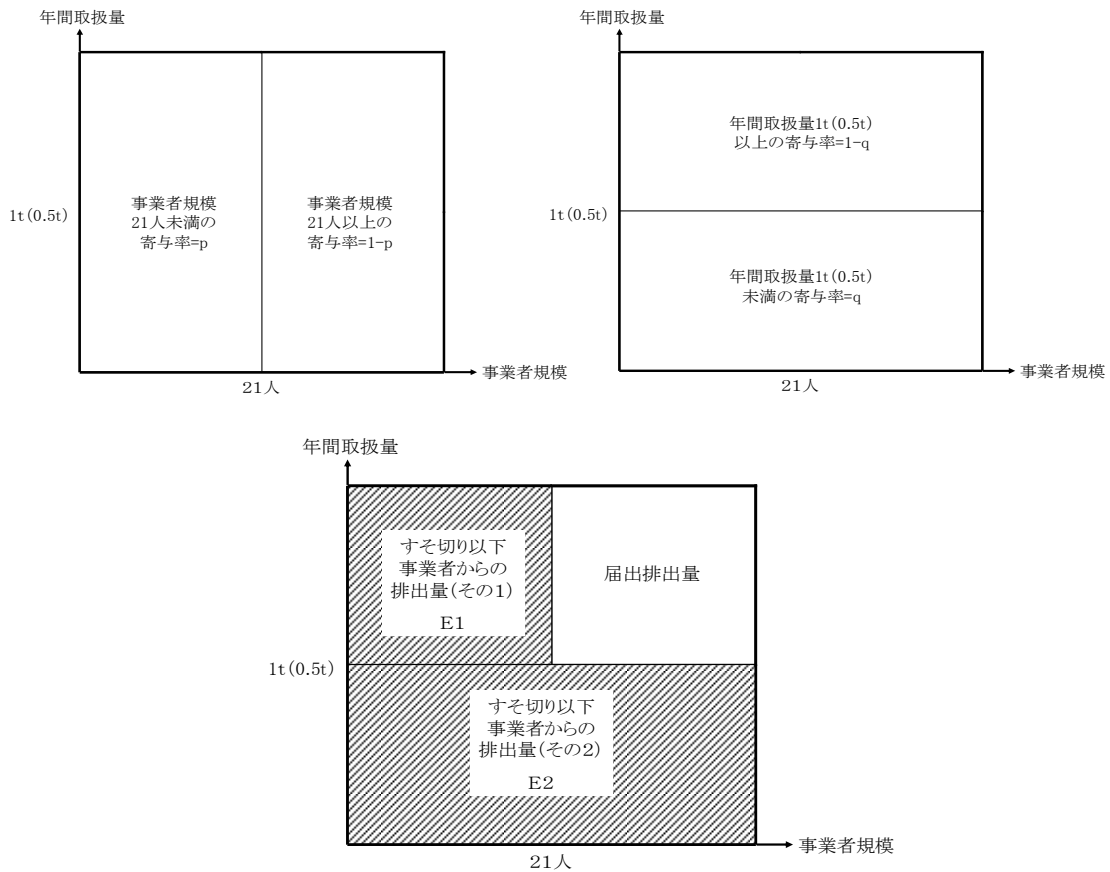 年間取扱量
1t(0.5t)
事業者規模
21人未満の
寄与率=p
事業者規模
21人以上の
寄与率=1-p
21人
事業者規模
年間取扱量
年間取扱量1t(0.5t)
以上の寄与率=1-q
1t(0.5t)
年間取扱量1t(0.5t)
未満の寄与率=q
21人
事業者規模
年間取扱量
すそ切り以下
事業者からの
排出量(その1)
E1
届出排出量
1t(0.5t)
すそ切り以下
事業者からの
排出量(その2)
E2
21人
事業者規模